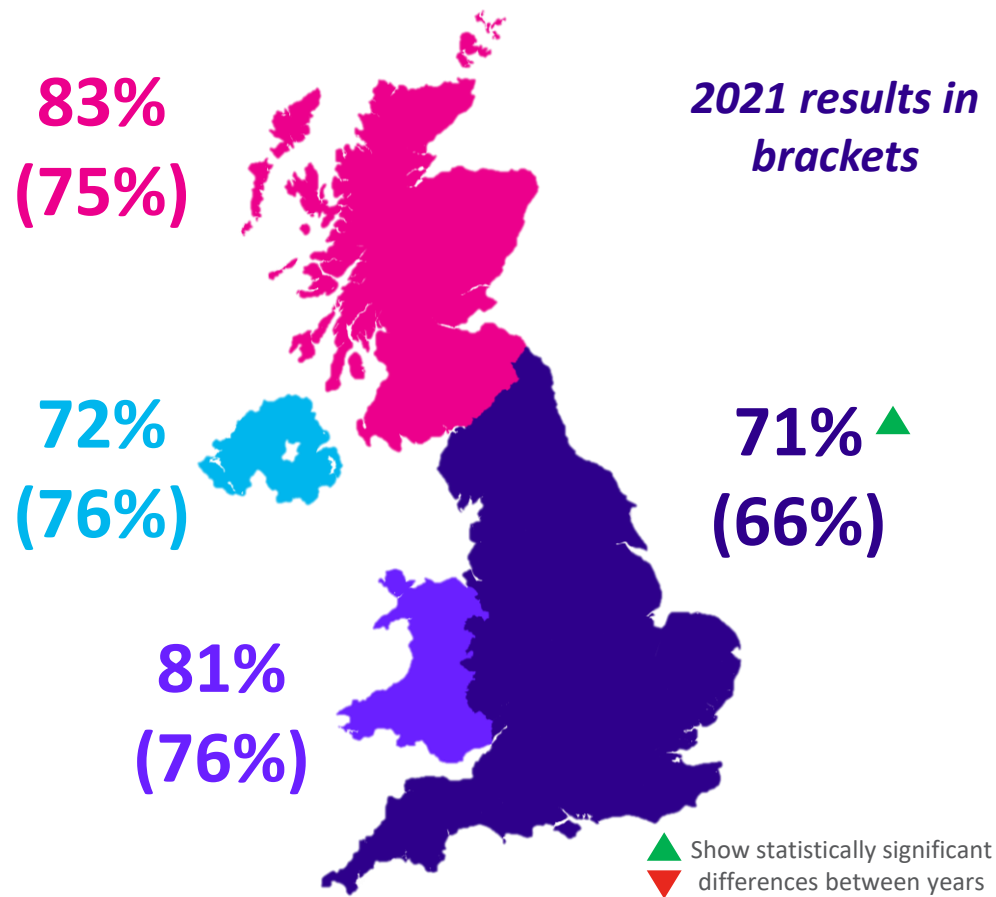 83%
(75%)
2021 results in
brackets
72%
(76%)
71%
(66%)
81%
(76%)
Show statistically significant
differences between years